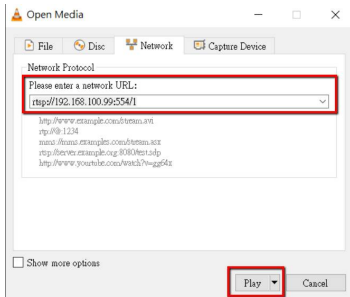 Open Media
File Disc Network Capture Device
Network Protocol
Please enter a network URL:
rtsp://192.168.100.99:554/1
http://www.example.com/stream.avi
rtp://@:1234
mms://mms.examples.com/stream.asx
rtsp://server.example.org:8080/test.sdp
http://www.yourtube.com/watch?v=gg64x
Show more options
Play Cancel